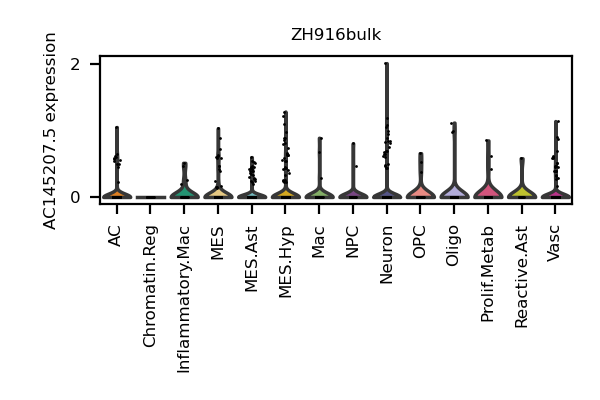 ZH916bulk
AC145207.5 expression
2
0
AC
Chromatin.Reg
Inflammatory.Mac
MES
MES.Ast
MES.Hyp
Mac
NPC
Neuron
OPC
Oligo
Prolif.Metab
Reactive.Ast
Vasc